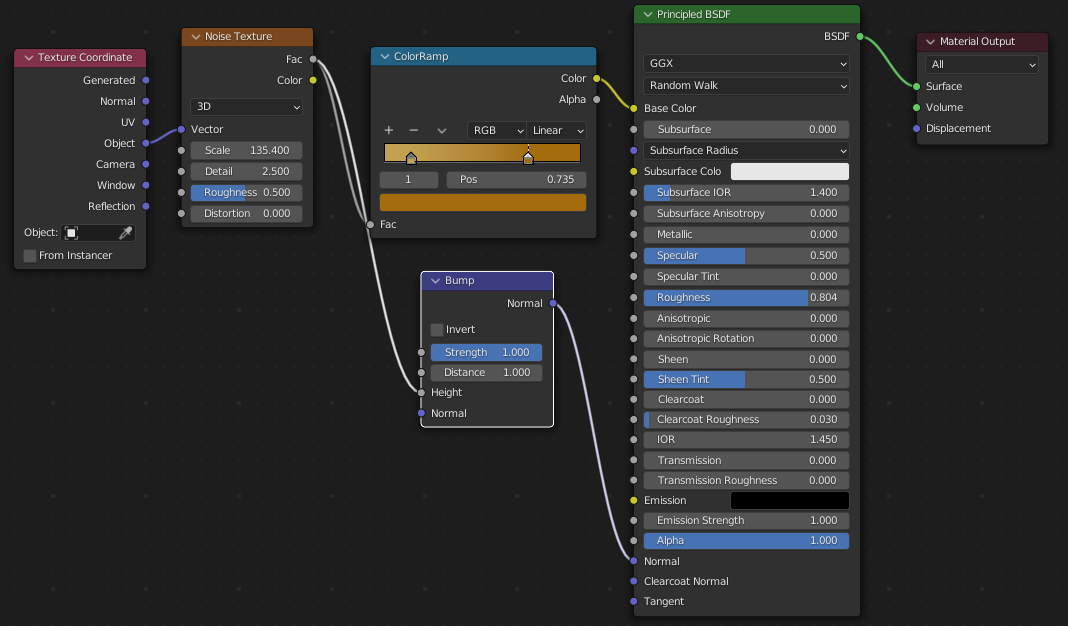 Texture Coordinate
Generated
Normal
UV
Object
Camera
Window
Reflection
Object:
From Instancer
Noise Texture
Fac
Color
3D
Vector
Scale 135.400
Detail 2.500
Roughness 0.500
Distortion 0.000
ColorRamp
Color
Alpha
+ − RGB Linear
1 Pos 0.735
Fac
Bump
Normal
Invert
Strength 1.000
Distance 1.000
Height
Normal
Principled BSDF
BSDF
GGX
Random Walk
Base Color
Subsurface 0.000
Subsurface Radius
Subsurface Colo
Subsurface IOR 1.400
Subsurface Anisotropy 0.000
Metallic 0.000
Specular 0.500
Specular Tint 0.000
Roughness 0.804
Anisotropic 0.000
Anisotropic Rotation 0.000
Sheen 0.000
Sheen Tint 0.500
Clearcoat 0.000
Clearcoat Roughness 0.030
IOR 1.450
Transmission 0.000
Transmission Roughness 0.000
Emission
Emission Strength 1.000
Alpha 1.000
Normal
Clearcoat Normal
Tangent
Material Output
All
Surface
Volume
Displacement